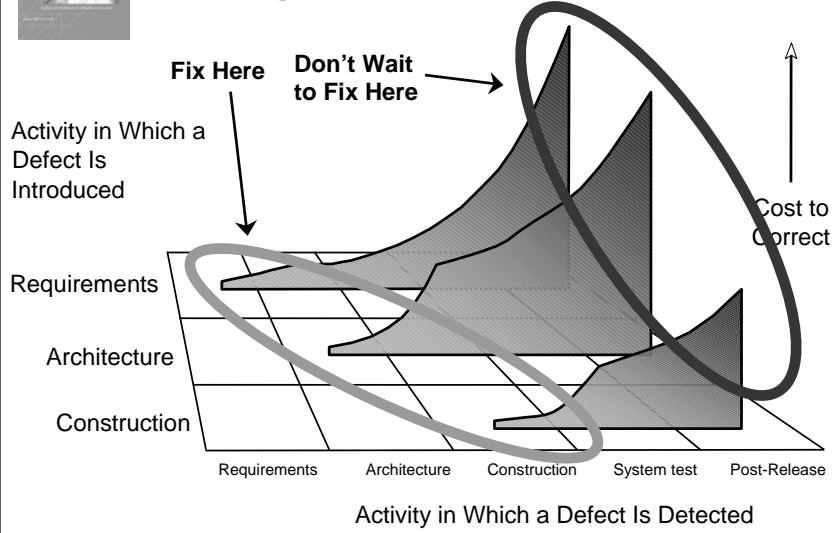 Fix Here
Don't Wait
to Fix Here
Activity in Which a
Defect Is
Introduced
Cost to
Correct
Requirements
Architecture
Construction
Requirements
Architecture
Construction
System test
Post-Release
Activity in Which a Defect Is Detected